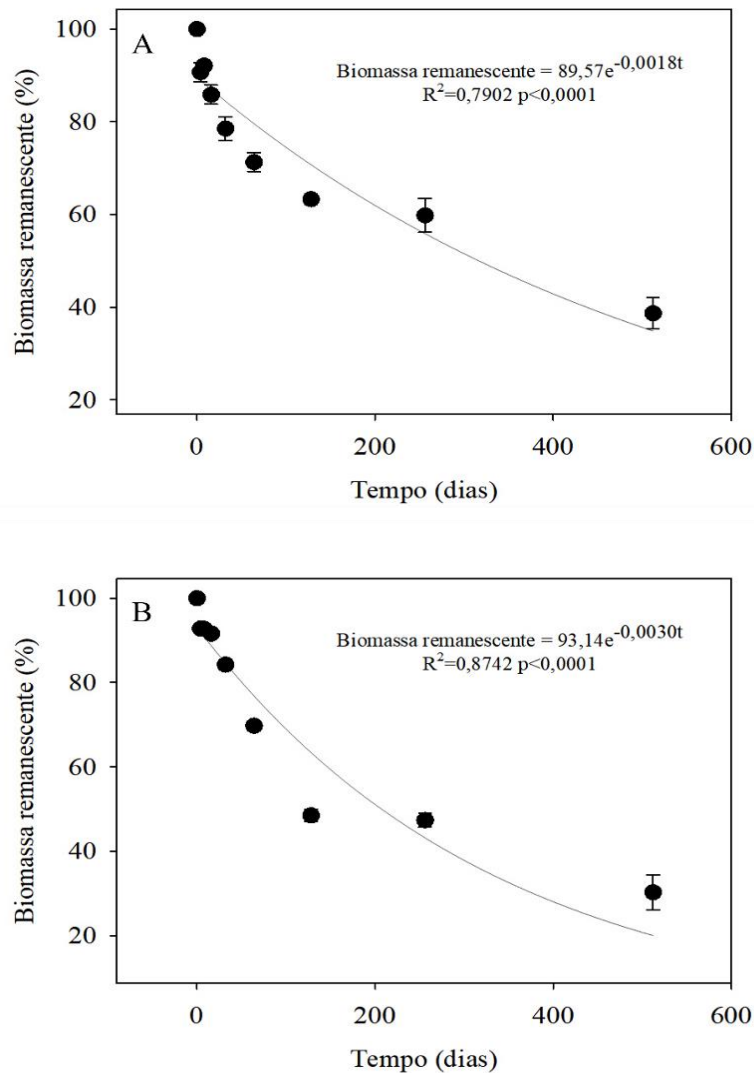 A
Biomassa remanescente = 89,57e-0,0018t
R2=0,7902 p<0,0001
Biomassa remanescente (%)
100
80
60
40
20
0
200
400
600
Tempo (dias)
B
Biomassa remanescente = 93,14e-0,0030t
R2=0,8742 p<0,0001
Biomassa remanescente (%)
100
80
60
40
20
0
200
400
600
Tempo (dias)